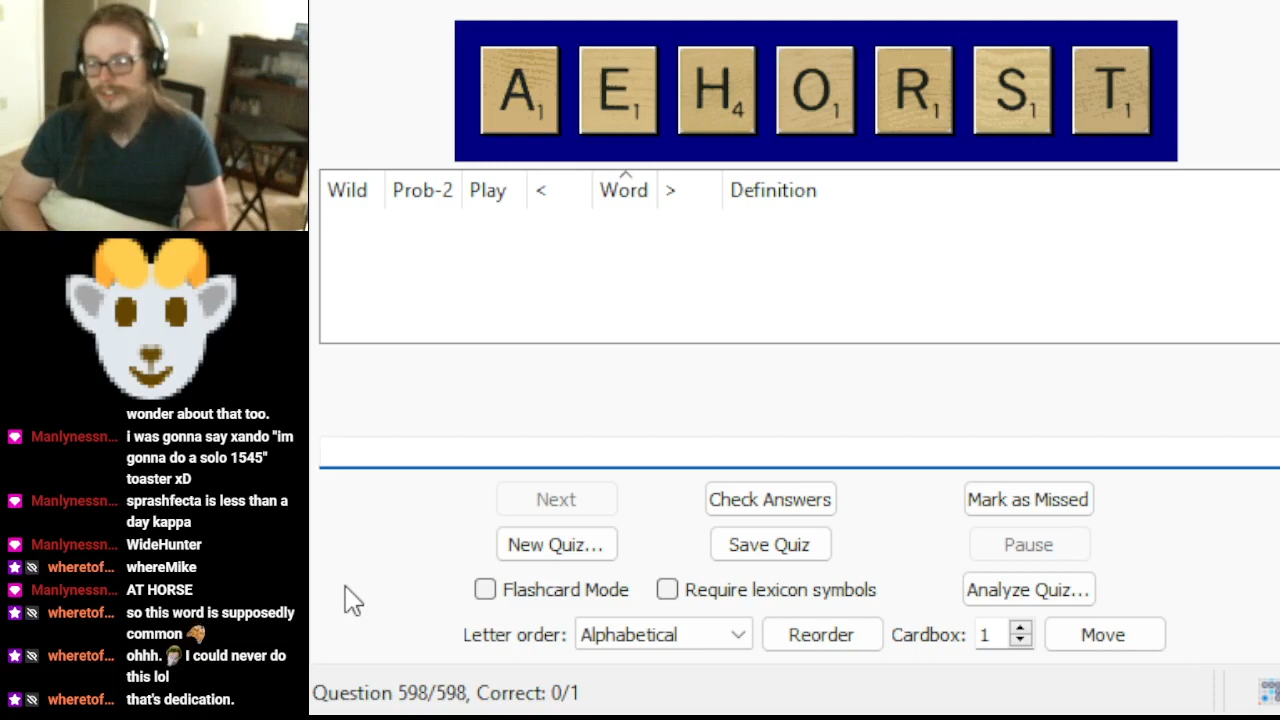 A1 E1 H4 O1 R1 S1 T1
Wild Prob-2 Play < Word > Definition
wonder about that too.
Manlynessn... I was gonna say xando "im
gonna do a solo 1545"
toaster xD
Manlynessn... sprashfecta is less than a
day kappa
Manlynessn... WideHunter
wheretof... whereMike
Manlynessn... AT HORSE
wheretof... so this word is supposedly
common
wheretof... ohhh. I could never do
this lol
wheretof... that's dedication.
Next Check Answers Mark as Missed
New Quiz... Save Quiz Pause
Flashcard Mode Require lexicon symbols Analyze Quiz...
Letter order: Alphabetical Reorder Cardbox: 1 Move
Question 598/598, Correct: 0/1